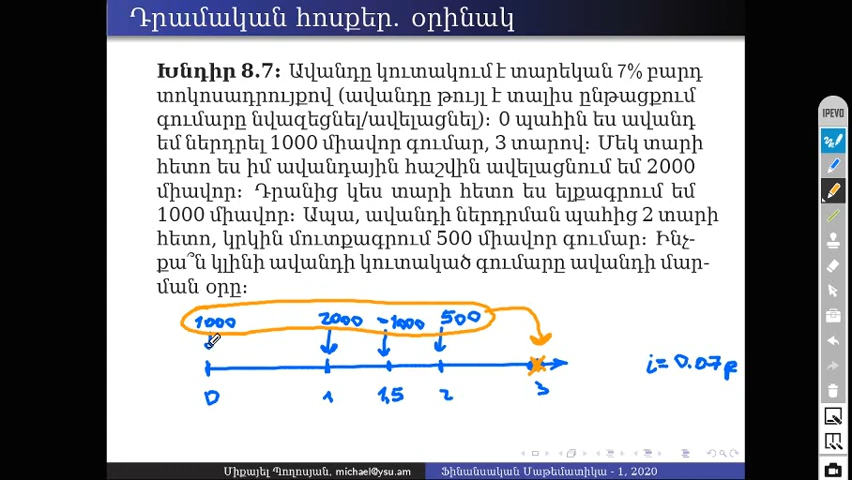 Դրամական հոսքեր. օրինակ
Խնդիր 8.7: Ավանդը կուտակում է տարեկան 7% բարդ
տոկոսադրույքով (ավանդը թույլ է տալիս ընթացքում
գումարը նվազեցնել/ավելացնել): 0 պահին ես ավանդ
եմ ներդրել 1000 միավոր գումար, 3 տարով: Մեկ տարի
հետո ես իմ ավանդային հաշվին ավելացնում եմ 2000
միավոր: Դրանից կես տարի հետո ես ելքագրում եմ
1000 միավոր: Ապա, ավանդի ներդրման պահից 2 տարի
հետո, կրկին մուտքագրում 500 միավոր գումար: Ինչ-
քա՞ն կլինի ավանդի կուտակած գումարը ավանդի մար-
ման օրը:
1000 2000 -1000 500
i = 0.07
0 1 1,5 2 3
Միքայել Պողոսյան, michael@ysu.am Ֆինանսական Մաթեմատիկա - 1, 2020
IPEVO